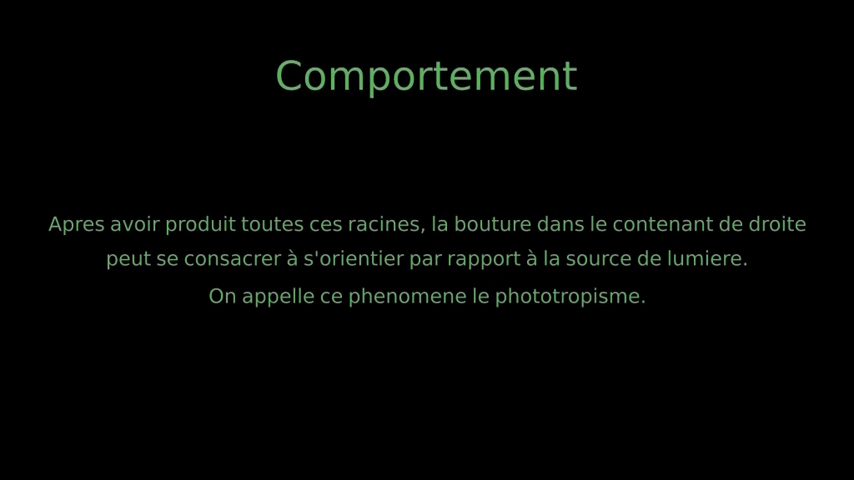 Comportement
Apres avoir produit toutes ces racines, la bouture dans le contenant de droite
peut se consacrer à s'orientier par rapport à la source de lumiere.
On appelle ce phenomene le phototropisme.